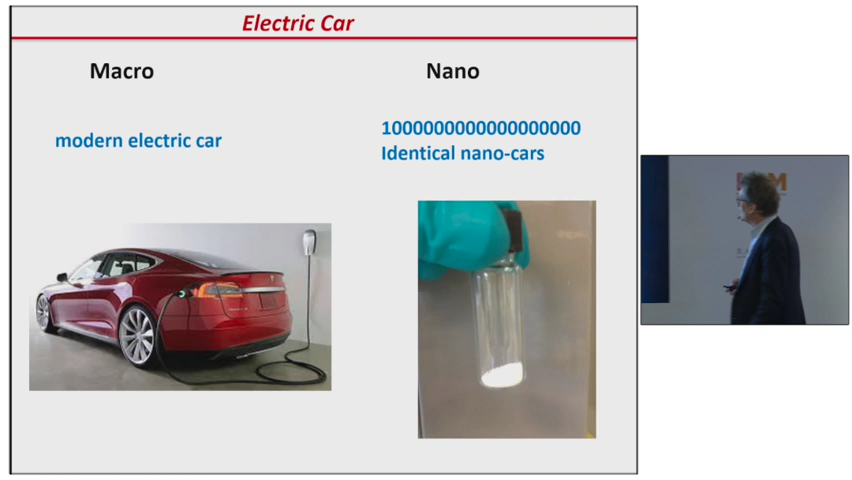 Electric Car
Macro
Nano
modern electric car
1000000000000000000
Identical nano-cars